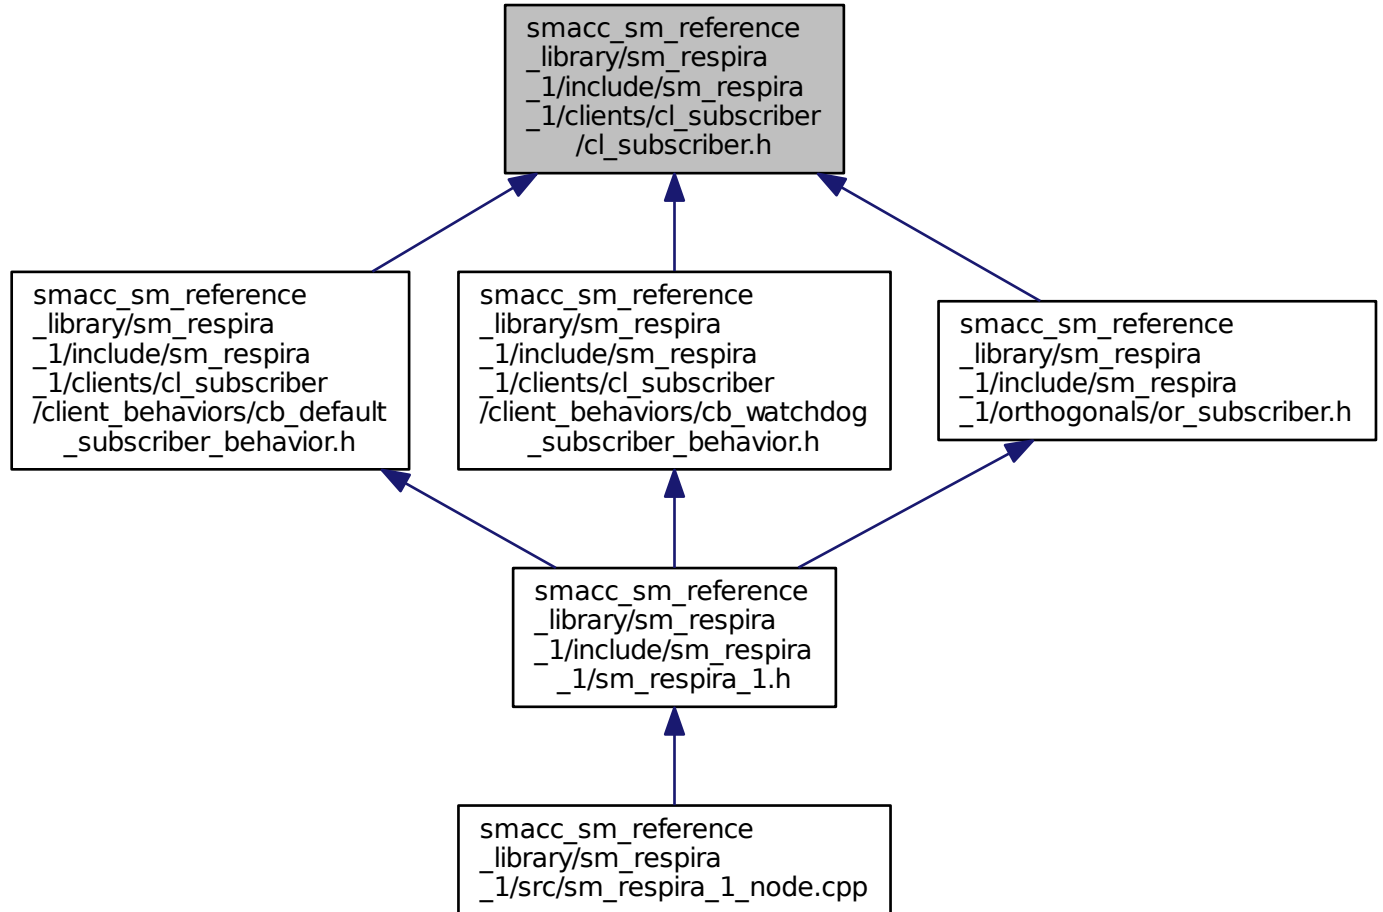 smacc_sm_reference
_library/sm_respira
_1/include/sm_respira
_1/clients/cl_subscriber
/cl_subscriber.h
smacc_sm_reference
_library/sm_respira
_1/include/sm_respira
_1/clients/cl_subscriber
/client_behaviors/cb_default
_subscriber_behavior.h
smacc_sm_reference
_library/sm_respira
_1/include/sm_respira
_1/clients/cl_subscriber
/client_behaviors/cb_watchdog
_subscriber_behavior.h
smacc_sm_reference
_library/sm_respira
_1/include/sm_respira
_1/orthogonals/or_subscriber.h
smacc_sm_reference
_library/sm_respira
_1/include/sm_respira
_1/sm_respira_1.h
smacc_sm_reference
_library/sm_respira
_1/src/sm_respira_1_node.cpp